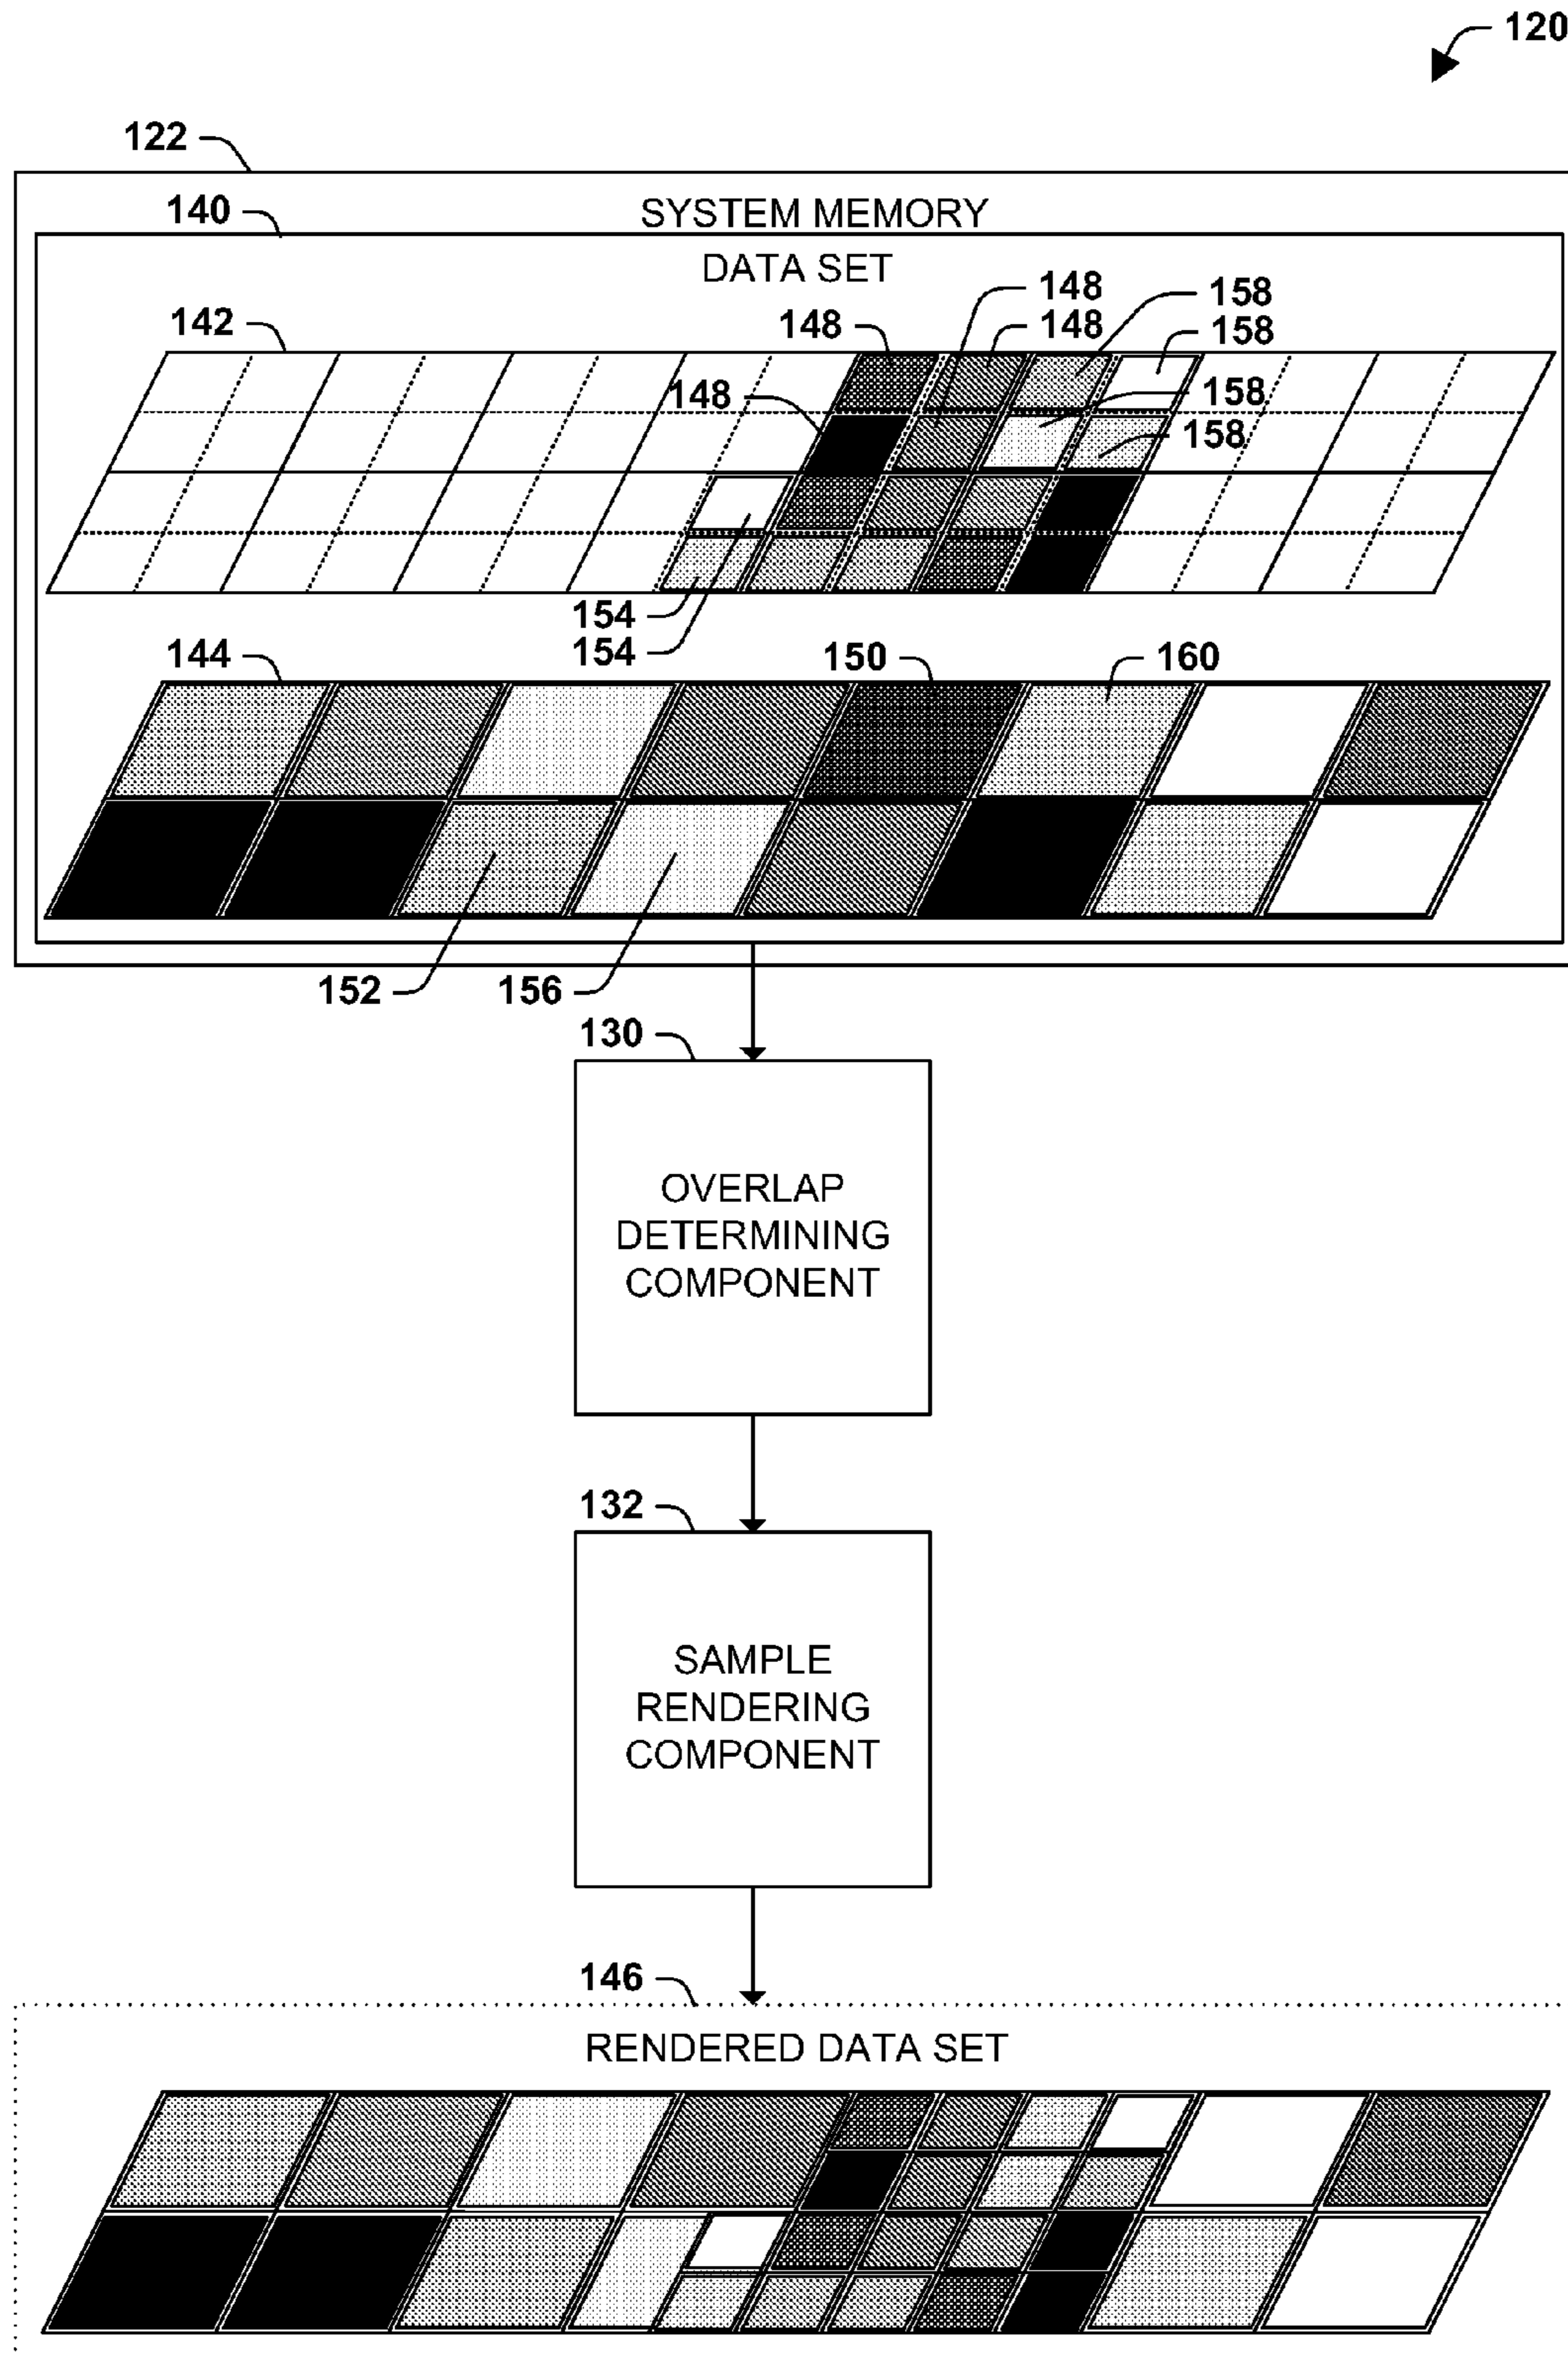 120
122
SYSTEM MEMORY
140
DATA SET
148
158
142
148
148
158
148
158
158
154
154
144
150
160
152
156
130
OVERLAP
DETERMINING
COMPONENT
132
SAMPLE
RENDERING
COMPONENT
146
RENDERED DATA SET